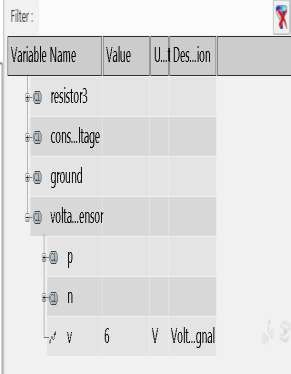 Filter :
Variable Name Value U...t Des...ion
resistor3
cons...ltage
ground
volta...ensor
p
n
v 6 V Volt...gnal